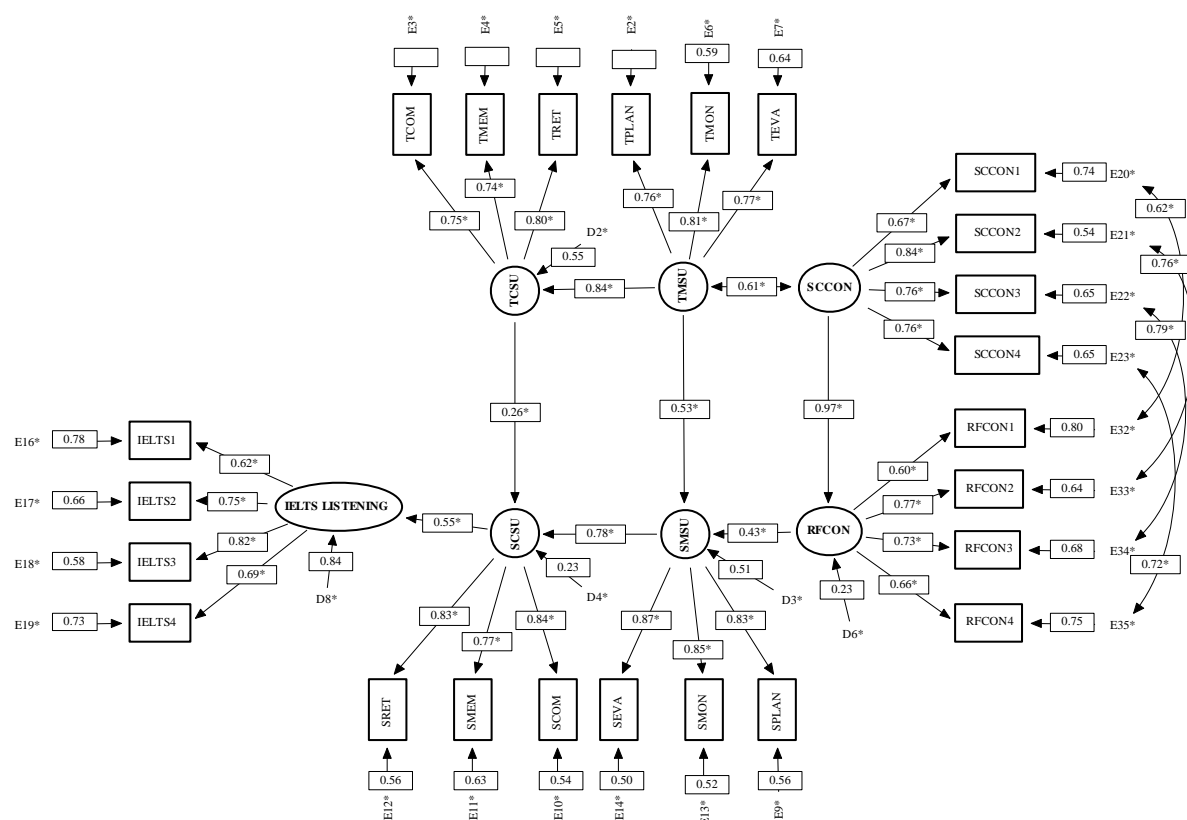 E3*
E4*
E5*
E2*
E6*
E7*
0.59
0.64
TCOM
TMEM
TRET
TPLAN
TMON
TEVA
0.75*
0.74*
0.80*
0.76*
0.81*
0.77*
D2*
0.55
TCSU
0.84*
TMSU
0.61*
SCCON
0.67*
0.84*
0.76*
0.76*
SCCON1
0.74
E20*
SCCON2
0.54
E21*
SCCON3
0.65
E22*
SCCON4
0.65
E23*
0.62*
0.76*
0.79*
0.72*
0.26*
0.53*
0.97*
E16*
0.78
IELTS1
E17*
0.66
IELTS2
E18*
0.58
IELTS3
E19*
0.73
IELTS4
0.62*
0.75*
0.82*
0.69*
IELTS LISTENING
0.84
D8*
0.55*
SCSU
0.23
D4*
0.78*
SMSU
0.51
D3*
0.43*
RFCON
0.23
D6*
0.60*
0.77*
0.73*
0.66*
RFCON1
0.80
E32*
RFCON2
0.64
E33*
RFCON3
0.68
E34*
RFCON4
0.75
E35*
0.83*
0.77*
0.84*
0.87*
0.85*
0.83*
SRET
SMEM
SCOM
SEVA
SMON
SPLAN
0.56
0.63
0.54
0.50
0.52
0.56
E12*
E11*
E10*
E14*
E13*
E9*